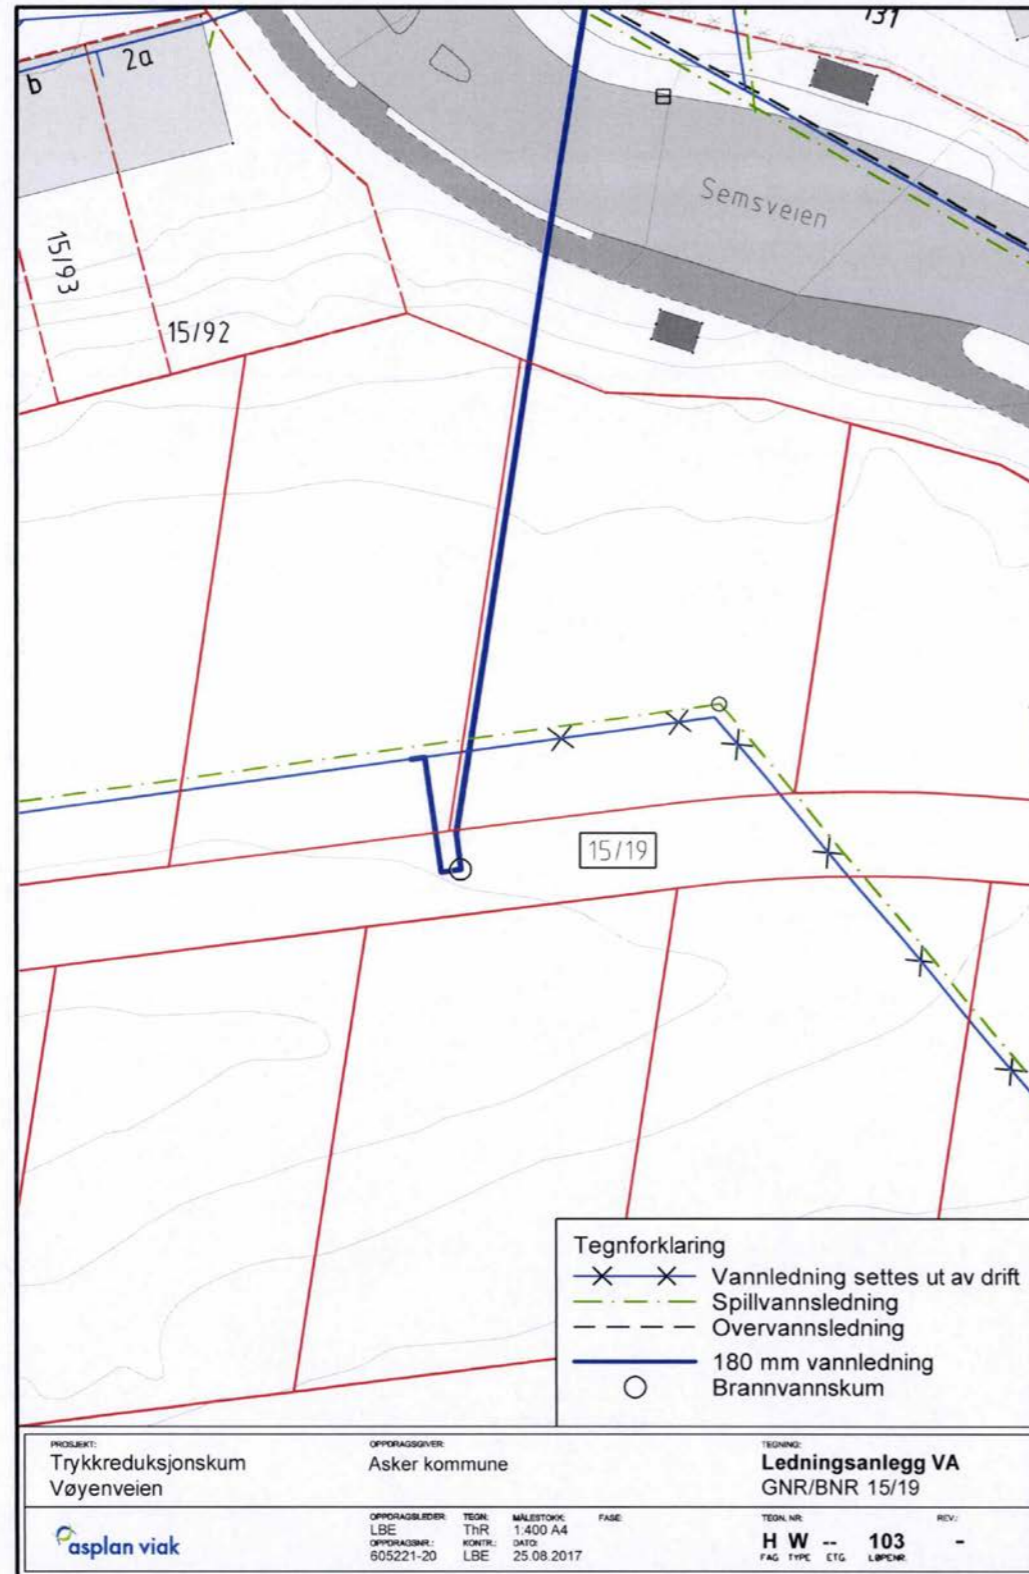 131
2a
b
Semsveien
15/93
15/92
15/19
Tegnforklaring
Vannledning settes ut av drift
Spillvannsledning
Overvannsledning
180 mm vannledning
Brannvannskum
PROSJEKT:
Trykkreduksjonskum
Vøyenveien
OPPDRAGSGIVER:
Asker kommune
TEGNING:
Ledningsanlegg VA
GNR/BNR 15/19
asplan viak
OPPDRAGSLEDER: TEGN: MÅLESTOKK: FASE:
LBE ThR 1:400 A4
OPPDRAGSNR.: KONTR.: DATO:
605221-20 LBE 25.08.2017
TEGN. NR: REV.:
H W -- 103 -
FAG TYPE ETG. LØPENR.